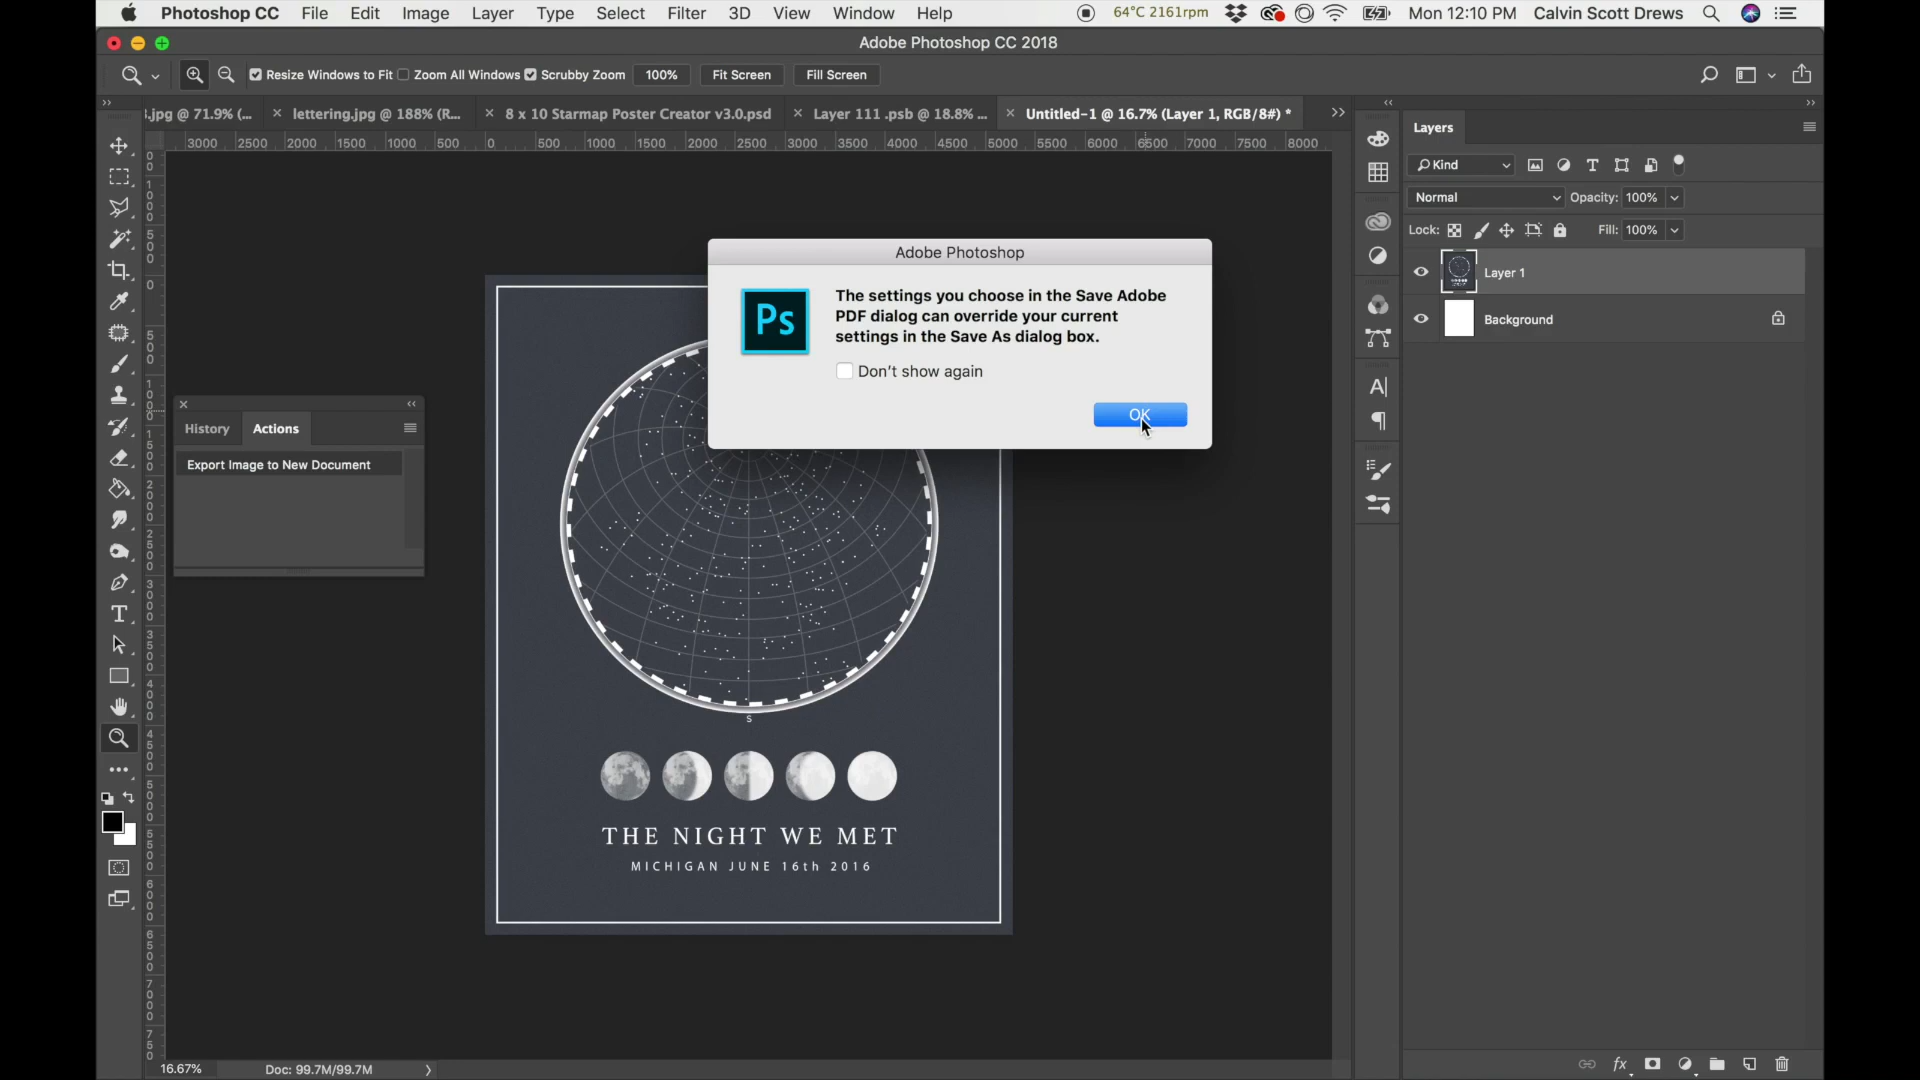 Photoshop CC File Edit Image Layer Type Select Filter 3D View Window Help 64°C 2161rpm Mon 12:10 PM Calvin Scott Drews
Adobe Photoshop CC 2018
Resize Windows to Fit Zoom All Windows Scrubby Zoom 100% Fit Screen Fill Screen
.jpg @ 71.9% (... × lettering.jpg @ 188% (R... × 8 x 10 Starmap Poster Creator v3.0.psd × Layer 111 .psb @ 18.8% ... × Untitled-1 @ 16.7% (Layer 1, RGB/8#) *
3000 2500 2000 1500 1000 500 0 500 1000 1500 2000 2500 3000 3500 4000 4500 5000 5500 6000 6500 7000 7500 8000
Layers
Kind
Normal Opacity: 100%
Lock: Fill: 100%
Layer 1
Background
Adobe Photoshop
Ps
The settings you choose in the Save Adobe
PDF dialog can override your current
settings in the Save As dialog box.
Don't show again
OK
History Actions
Export Image to New Document
S
THE NIGHT WE MET
MICHIGAN JUNE 16th 2016
16.67% Doc: 99.7M/99.7M